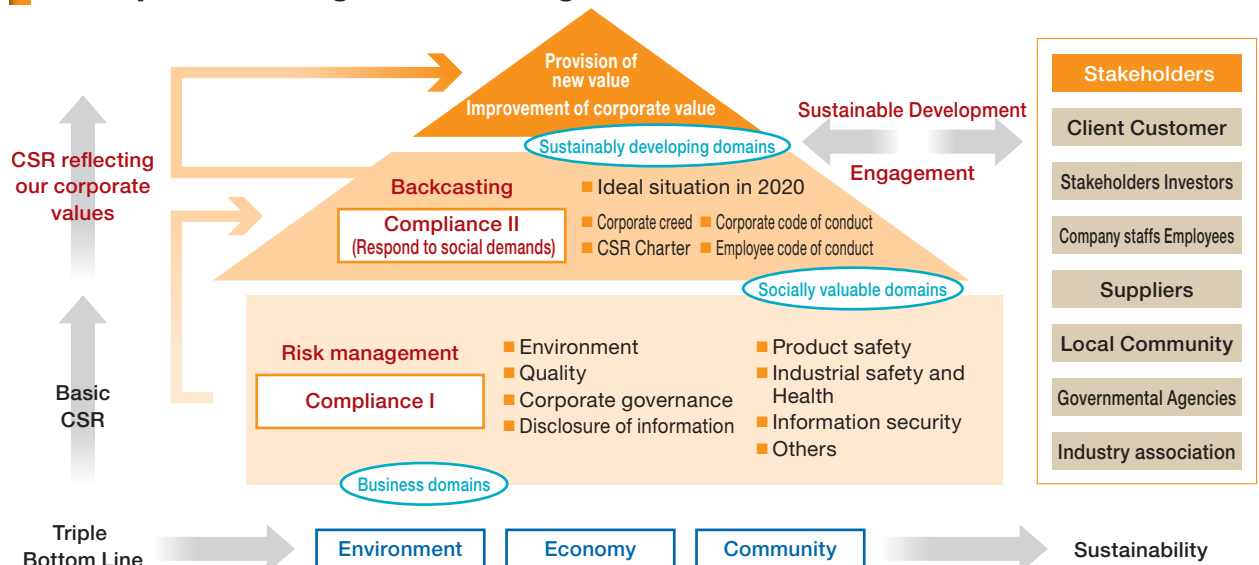 Provision of
new value
Improvement of corporate value
Sustainably developing domains
Sustainable Development
Engagement
CSR reflecting
our corporate
values
Backcasting
Compliance II
(Respond to social demands)
■ Ideal situation in 2020
■ Corporate creed ■ Corporate code of conduct
■ CSR Charter ■ Employee code of conduct
Socially valuable domains
Basic
CSR
Risk management
Compliance I
■ Environment
■ Quality
■ Corporate governance
■ Disclosure of information
■ Product safety
■ Industrial safety and
Health
■ Information security
■ Others
Business domains
Stakeholders
Client Customer
Stakeholders Investors
Company staffs Employees
Suppliers
Local Community
Governmental Agencies
Industry association
Triple
Bottom Line
Environment
Economy
Community
Sustainability